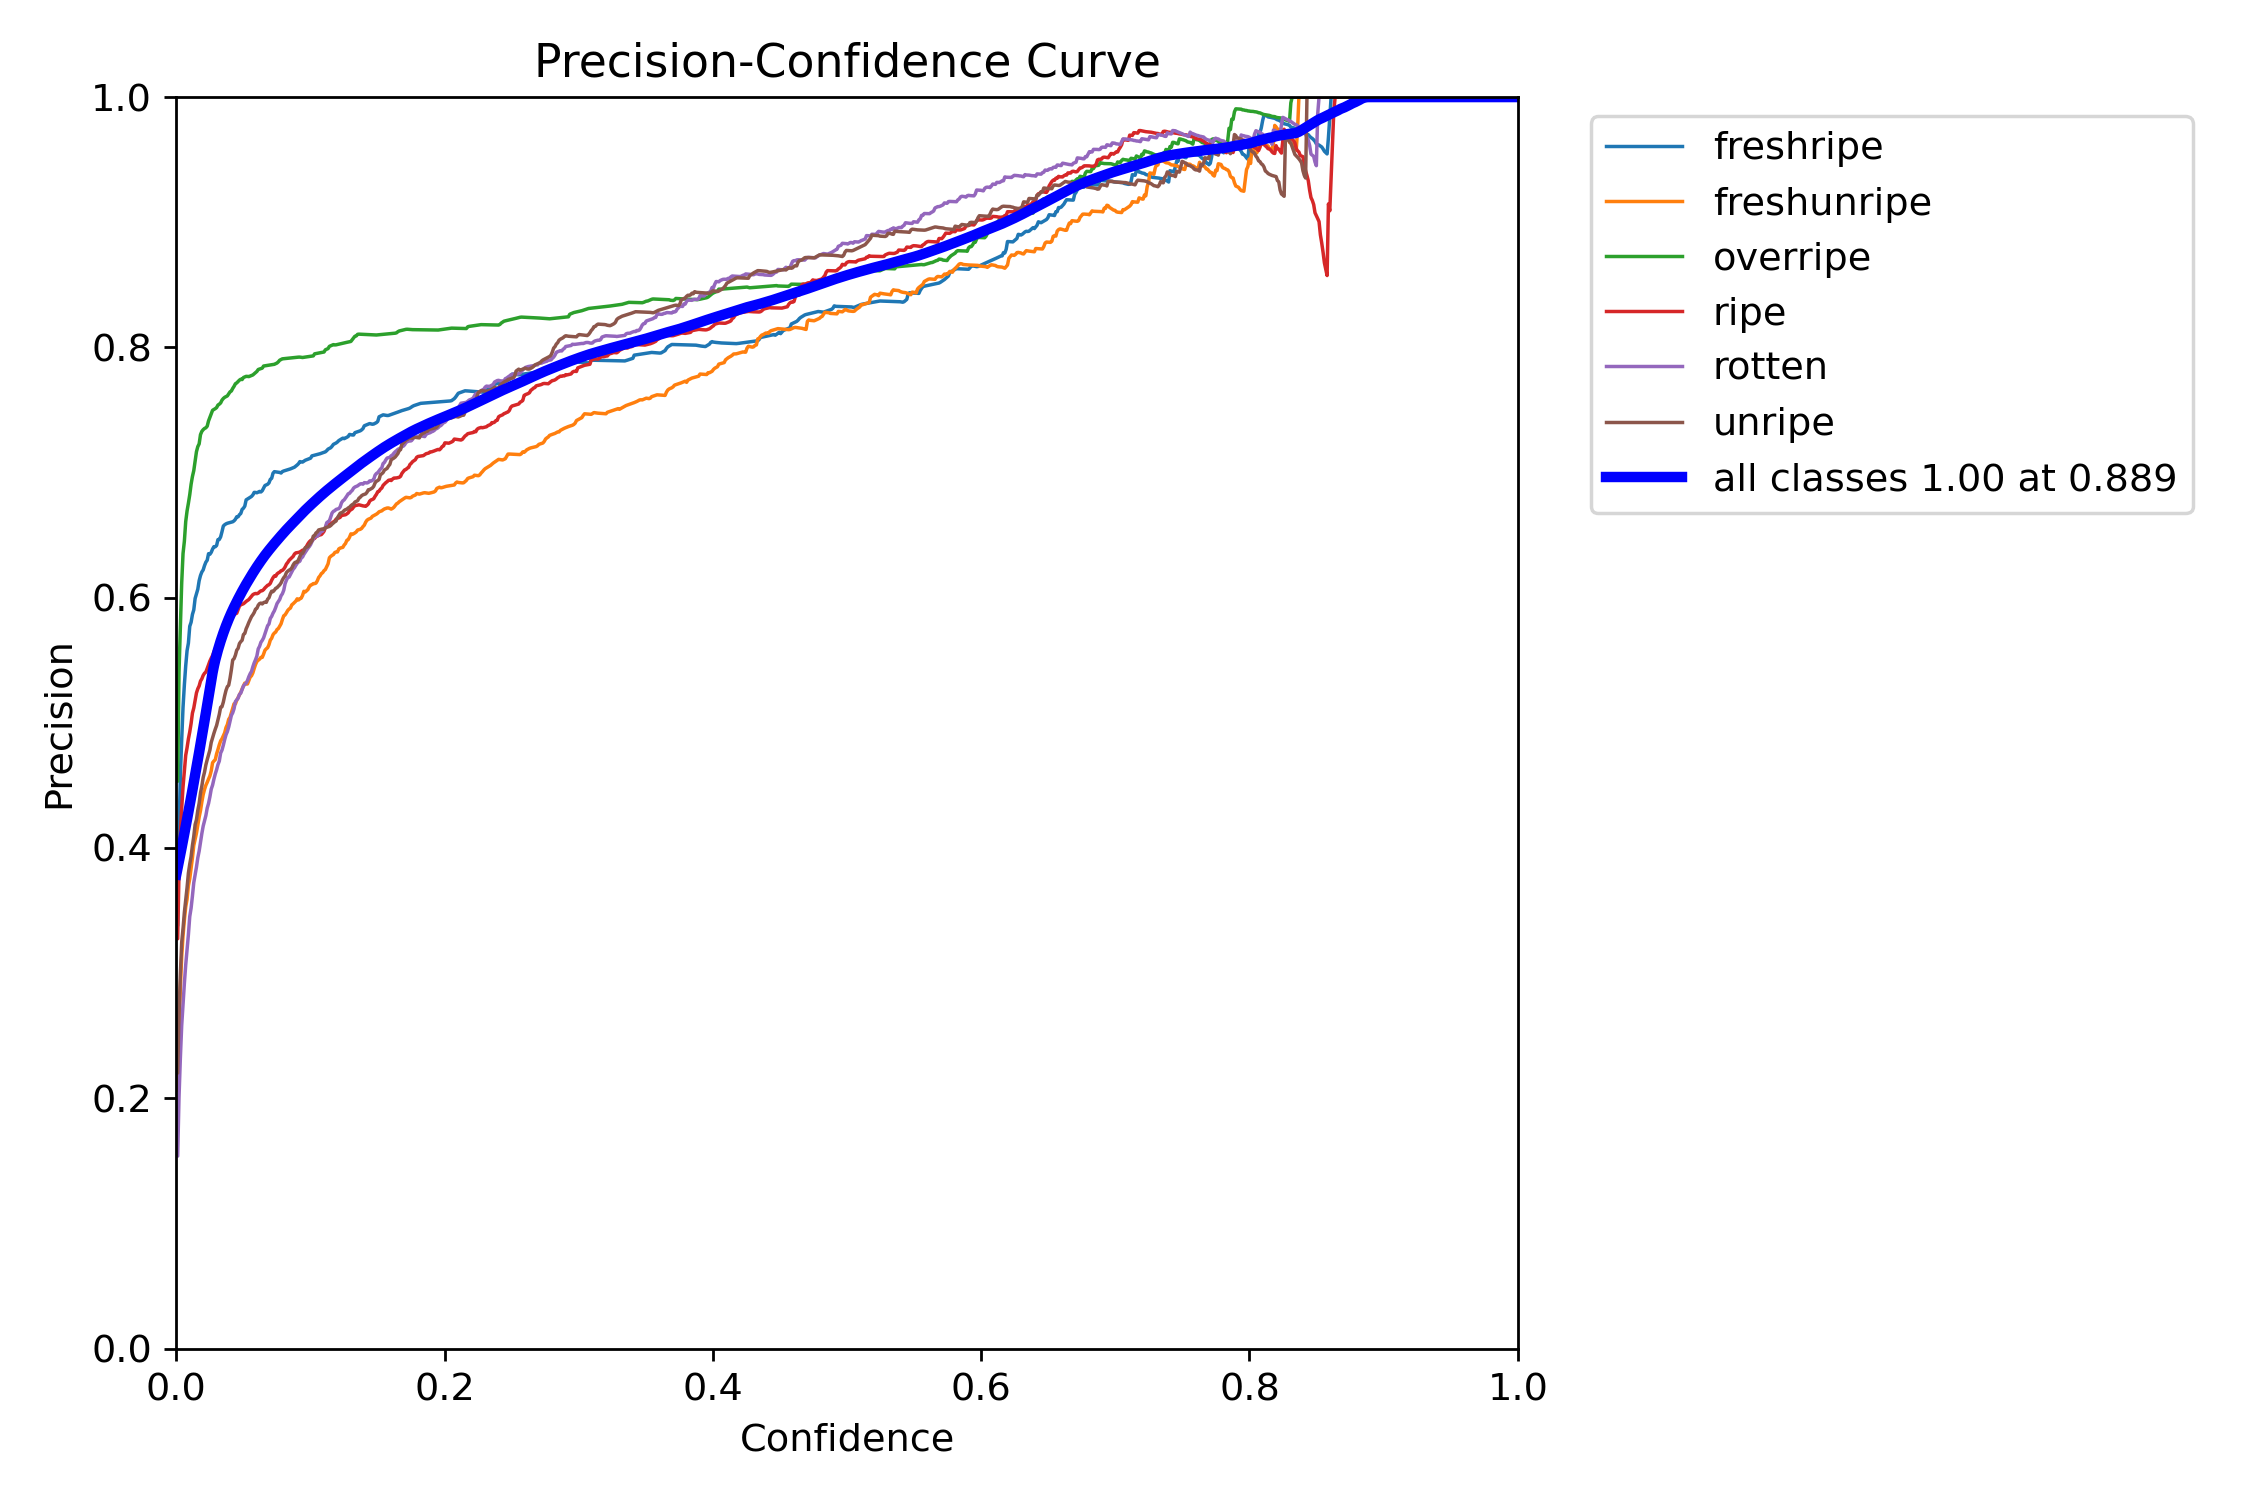 Precision-Confidence Curve
1.0
0.8
0.6
0.4
0.2
0.0
Precision
0.0 0.2 0.4 0.6 0.8 1.0
Confidence
freshripe
freshunripe
overripe
ripe
rotten
unripe
all classes 1.00 at 0.889